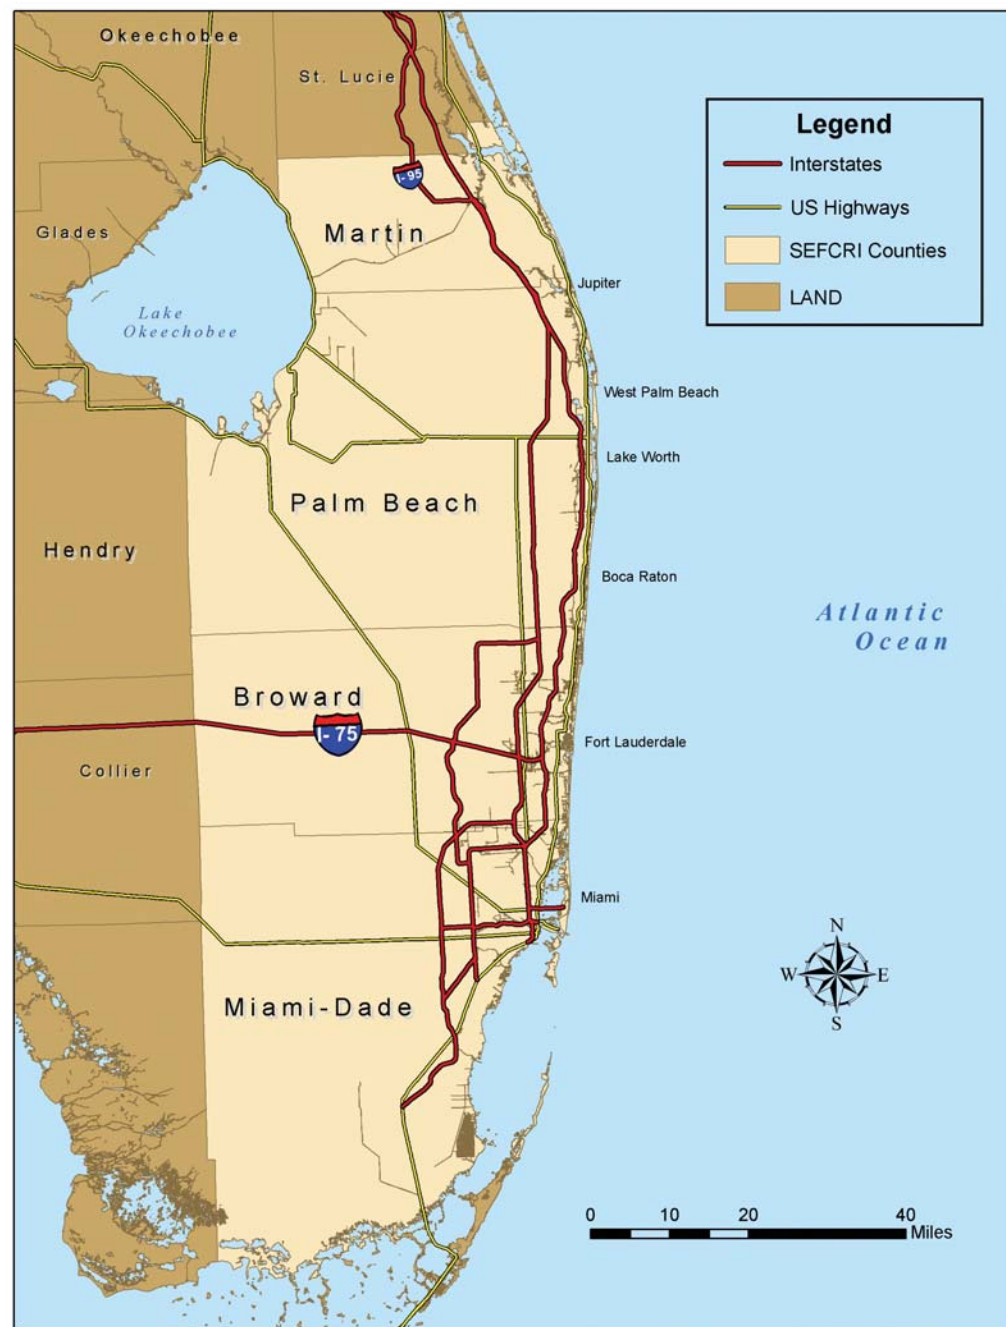 Okeechobee
St. Lucie
I-95
Glades
Martin
Lake
Okeechobee
Jupiter
West Palm Beach
Lake Worth
Palm Beach
Hendry
Boca Raton
Atlantic
Ocean
Broward
I-75
Fort Lauderdale
Collier
Miami
Miami-Dade
Legend
Interstates
US Highways
SEFCRI Counties
LAND
N
W E
S
0 10 20 40
Miles